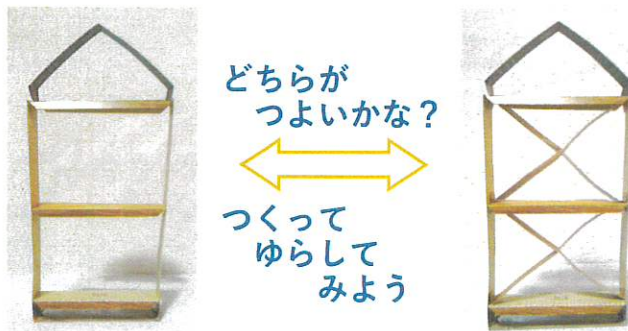 どちらが
つよいかな？
つくって
ゆらして
みよう